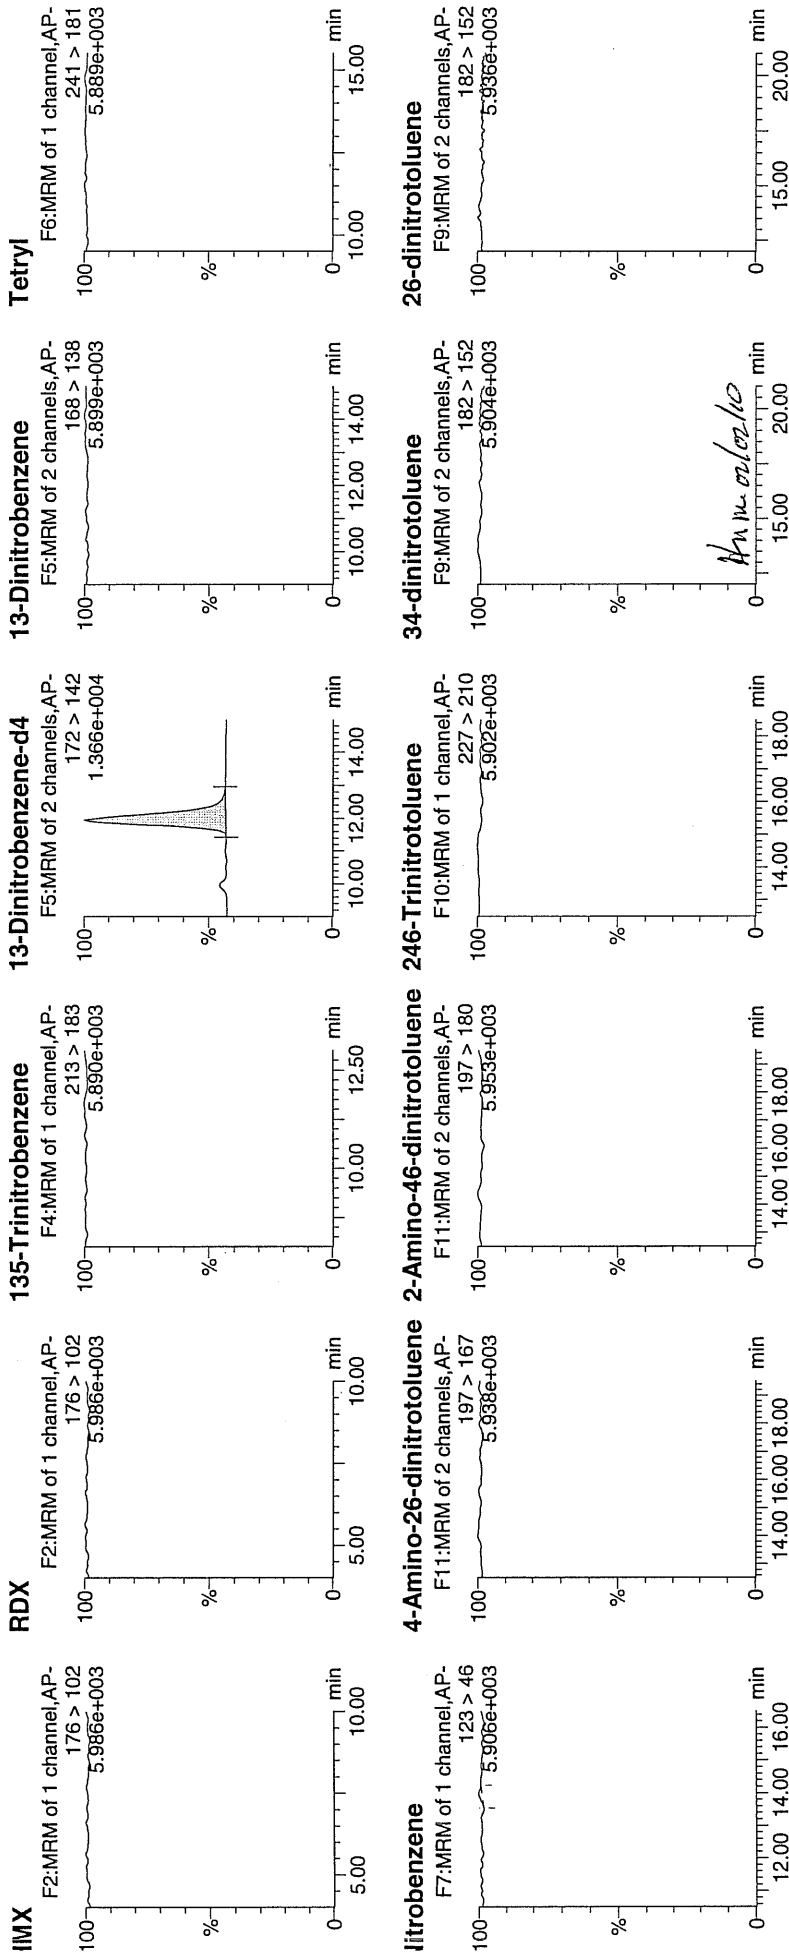 HMX
F2:MRM of 1 channel,AP-
176 > 102
5.986e+003
100
%
0
min
5.00 10.00
RDX
F2:MRM of 1 channel,AP-
176 > 102
5.986e+003
100
%
0
min
5.00 10.00
135-Trinitrobenzene
F4:MRM of 1 channel,AP-
213 > 183
5.890e+003
100
%
0
min
10.00 12.50
13-Dinitrobenzene-d4
F5:MRM of 2 channels,AP-
172 > 142
1.366e+004
100
%
0
min
10.00 12.00 14.00
13-Dinitrobenzene
F5:MRM of 2 channels,AP-
168 > 138
5.899e+003
100
%
0
min
10.00 12.00 14.00
Tetryl
F6:MRM of 1 channel,AP-
241 > 181
5.889e+003
100
%
0
min
10.00 15.00
Nitrobenzene
F7:MRM of 1 channel,AP-
123 > 46
5.906e+003
100
%
0
min
12.00 14.00 16.00
4-Amino-26-dinitrotoluene
F11:MRM of 2 channels,AP-
197 > 167
5.938e+003
100
%
0
min
14.00 16.00 18.00
2-Amino-46-dinitrotoluene
F11:MRM of 2 channels,AP-
197 > 180
5.953e+003
100
%
0
min
14.00 16.00 18.00
246-Trinitrotoluene
F10:MRM of 1 channel,AP-
227 > 210
5.902e+003
100
%
0
min
14.00 16.00 18.00
34-dinitrotoluene
F9:MRM of 2 channels,AP-
182 > 152
5.904e+003
100
%
02/02/10
0
min
15.00 20.00
26-dinitrotoluene
F9:MRM of 2 channels,AP-
182 > 152
5.936e+003
100
%
0
min
15.00 20.00